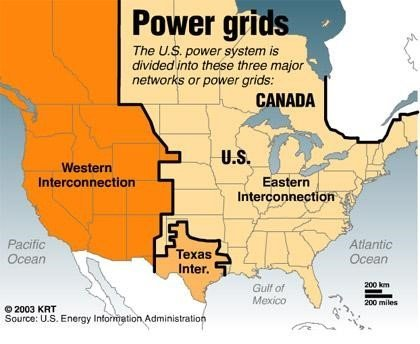 Power grids
The U.S. power system is
divided into these three major
networks or power grids:
CANADA
U.S.
Western
Interconnection
Eastern
Interconnection
Texas
Inter.
Pacific
Ocean
Atlantic
Ocean
Gulf of
Mexico
200 km
200 miles
© 2003 KRT
Source: U.S. Energy Information Administration